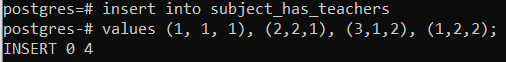 postgres=# insert into subject_has_teachers
postgres-# values (1, 1, 1), (2,2,1), (3,1,2), (1,2,2);
INSERT 0 4